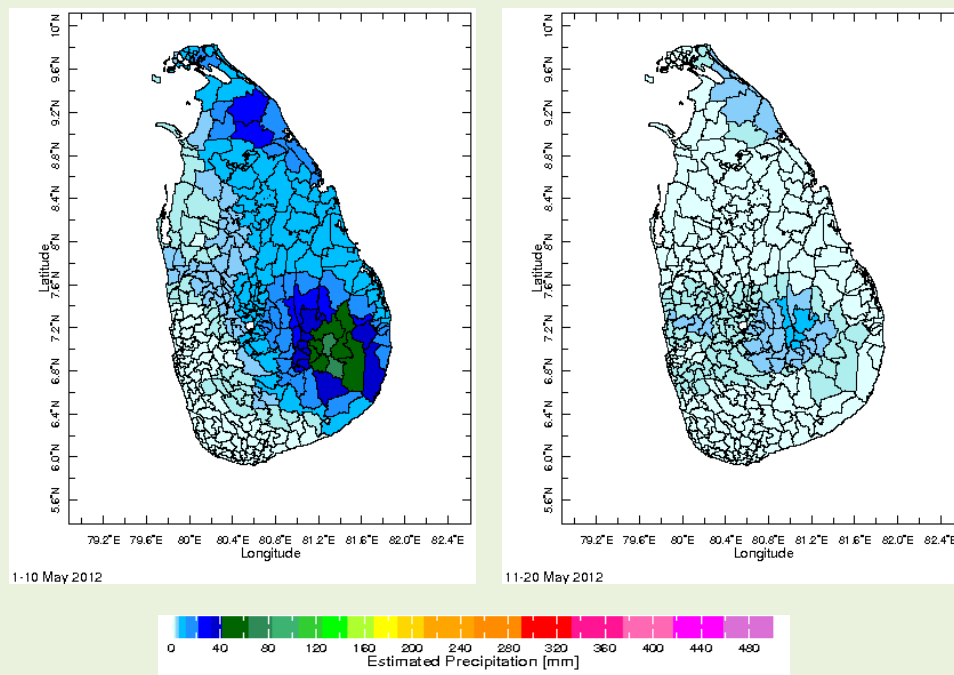 10°N
9.6°N
9.2°N
8.8°N
8.4°N
8°N
7.6°N
7.2°N
6.8°N
6.4°N
6.0°N
5.6°N
Latitude
79.2°E 79.6°E 80°E 80.4°E 80.8°E 81.2°E 81.6°E 82.0°E 82.4°E
Longitude
1-10 May 2012
10°N
9.6°N
9.2°N
8.8°N
8.4°N
8°N
7.6°N
7.2°N
6.8°N
6.4°N
6.0°N
5.6°N
Latitude
79.2°E 79.6°E 80°E 80.4°E 80.8°E 81.2°E 81.6°E 82.0°E 82.4°E
Longitude
11-20 May 2012
0 40 80 120 160 200 240 280 320 360 400 440 480
Estimated Precipitation [mm]